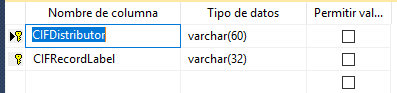 Nombre de columna Tipo de datos Permitir val...
CIFDistributor varchar(60)
CIFRecordLabel varchar(32)